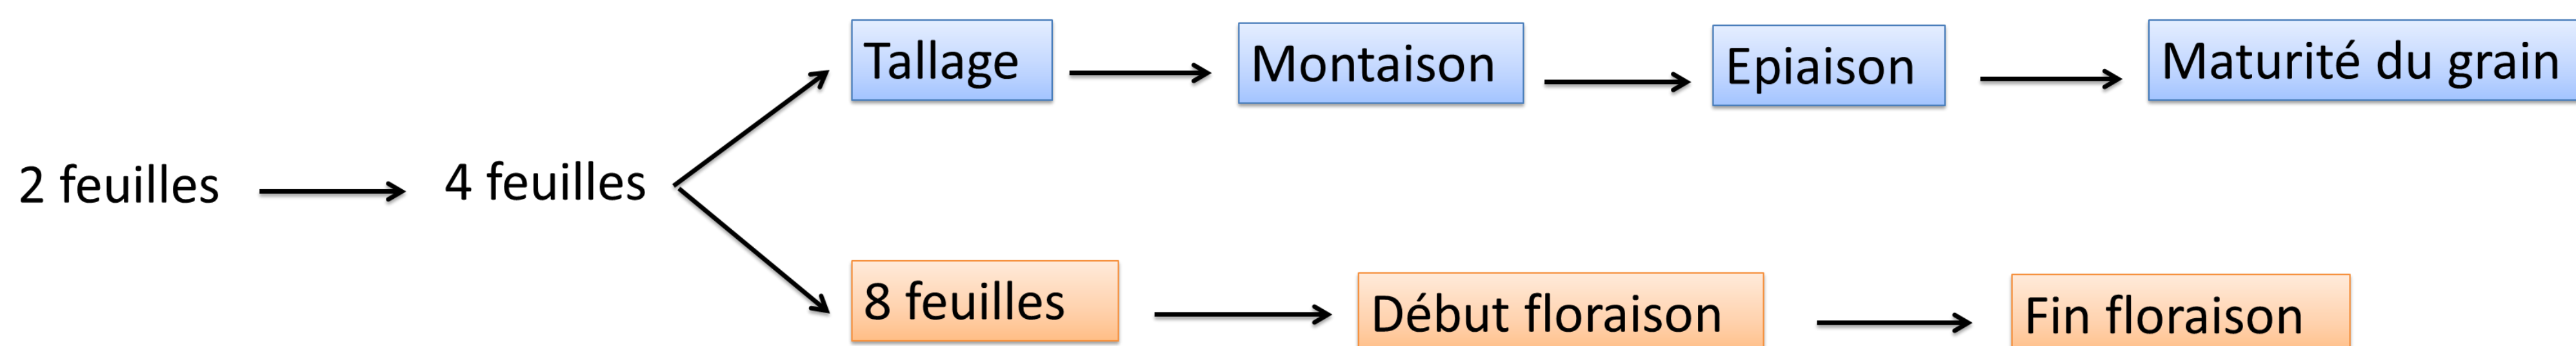 Tallage
Montaison
Epiaison
Maturité du grain
2 feuilles
4 feuilles
8 feuilles
Début floraison
Fin floraison